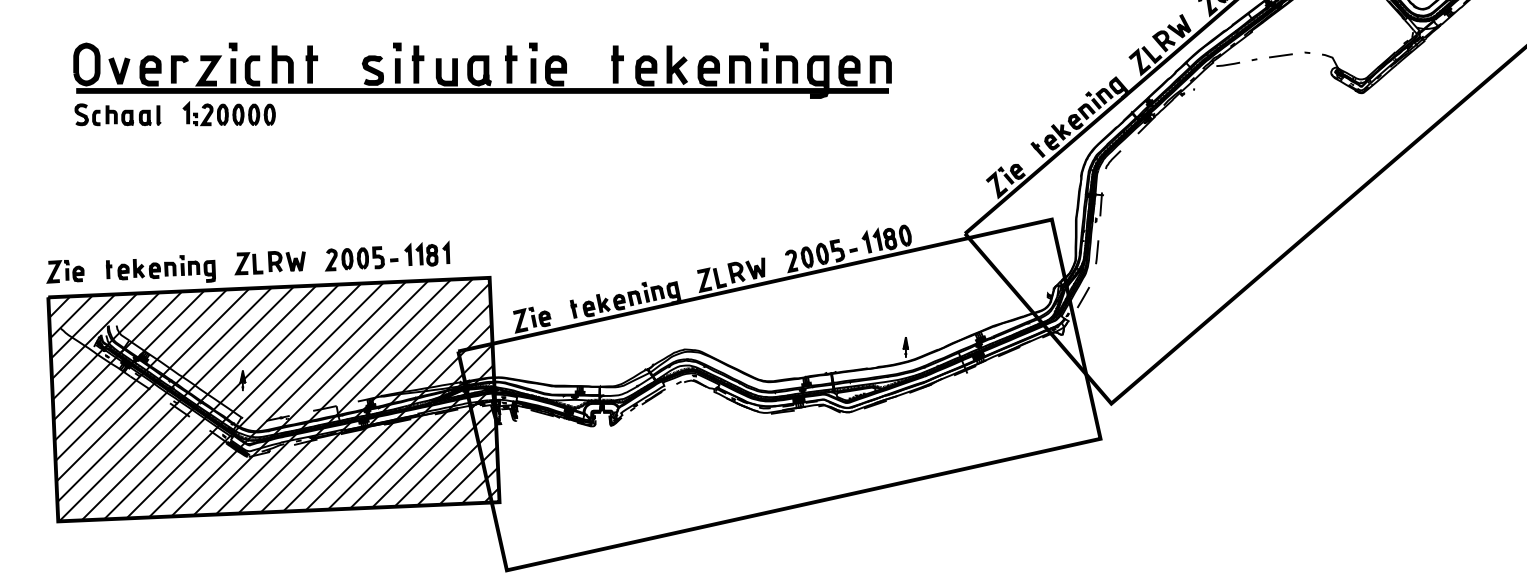 Overzicht situatie tekeningen
Schaal 1:20000
Zie tekening ZLRW 2005-1181
Zie tekening ZLRW 2005-1180
Zie tekening ZLRW